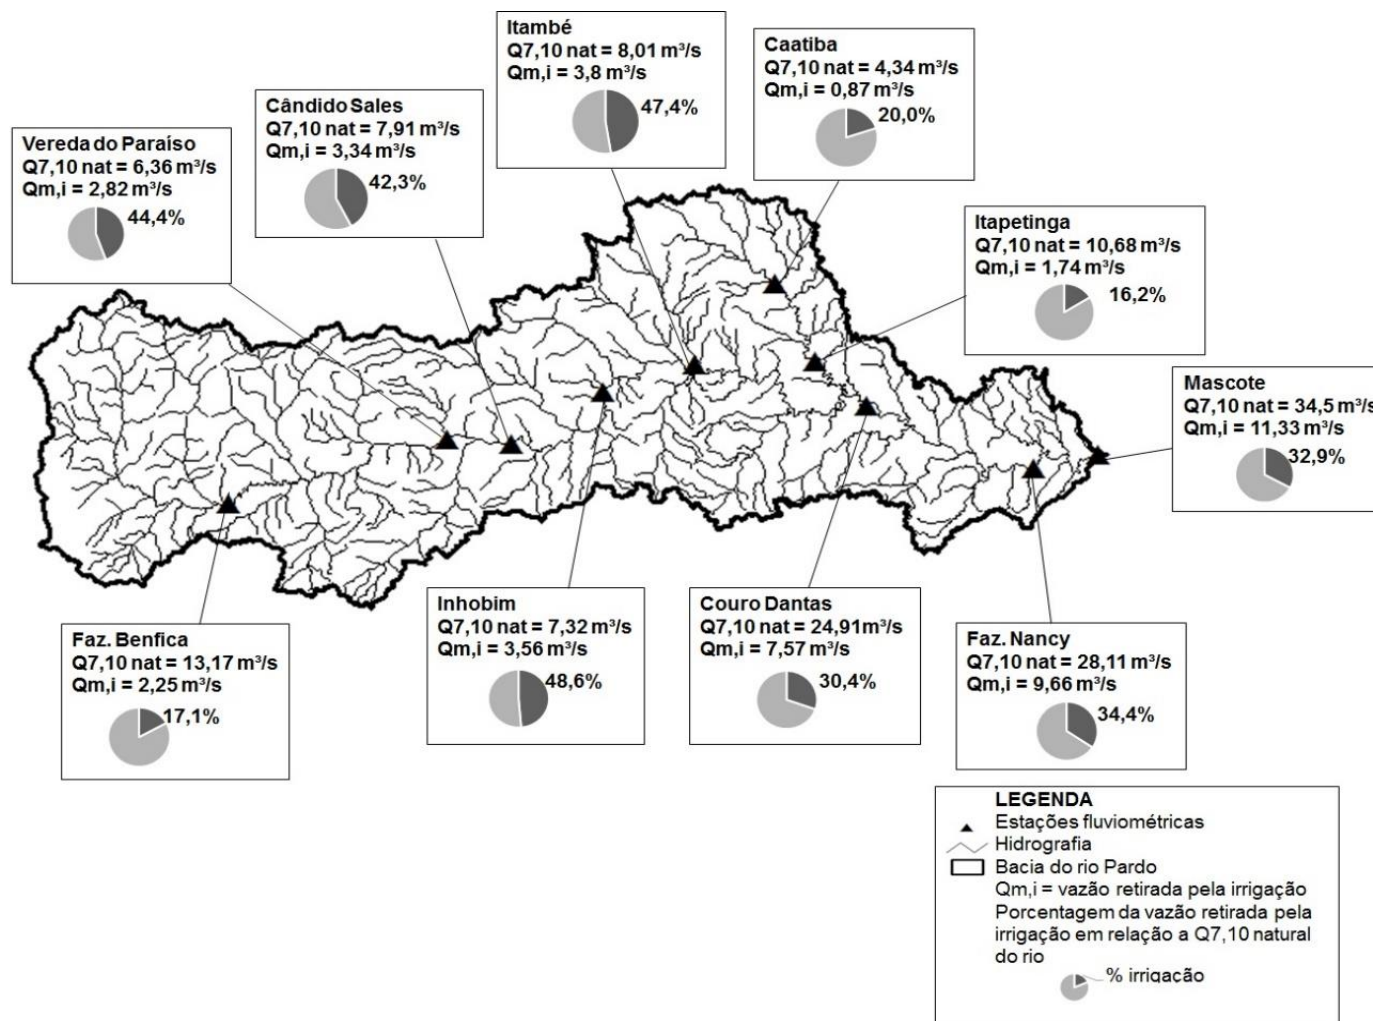 Itambé
Q7,10 nat = 8,01 m³/s
Qm,i = 3,8 m³/s
47,4%
Caatiba
Q7,10 nat = 4,34 m³/s
Qm,i = 0,87 m³/s
20,0%
Cândido Sales
Q7,10 nat = 7,91 m³/s
Qm,i = 3,34 m³/s
42,3%
Vereda do Paraíso
Q7,10 nat = 6,36 m³/s
Qm,i = 2,82 m³/s
44,4%
Itapetinga
Q7,10 nat = 10,68 m³/s
Qm,i = 1,74 m³/s
16,2%
Mascote
Q7,10 nat = 34,5 m³/s
Qm,i = 11,33 m³/s
32,9%
Faz. Benfica
Q7,10 nat = 13,17 m³/s
Qm,i = 2,25 m³/s
17,1%
Inhobim
Q7,10 nat = 7,32 m³/s
Qm,i = 3,56 m³/s
48,6%
Couro Dantas
Q7,10 nat = 24,91m³/s
Qm,i = 7,57 m³/s
30,4%
Faz. Nancy
Q7,10 nat = 28,11 m³/s
Qm,i = 9,66 m³/s
34,4%
LEGENDA
Estações fluviométricas
Hidrografia
Bacia do rio Pardo
Qm,i = vazão retirada pela irrigação
Porcentagem da vazão retirada pela
irrigação em relação a Q7,10 natural
do rio
% irrigação